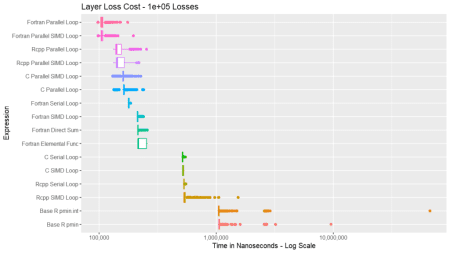 Layer Loss Cost - 1e+05 Losses
Fortran Parallel Loop
Fortran Parallel SIMD Loop
Rcpp Parallel Loop
Rcpp Parallel SIMD Loop
C Parallel SIMD Loop
C Parallel Loop
Fortran Serial Loop
Fortran SIMD Loop
Fortran Direct Sum
Fortran Elemental Func
C Serial Loop
C SIMD Loop
Rcpp Serial Loop
Rcpp SIMD Loop
Base R pmin.int
Base R pmin
Expression
100,000
1,000,000
10,000,000
Time in Nanoseconds - Log Scale